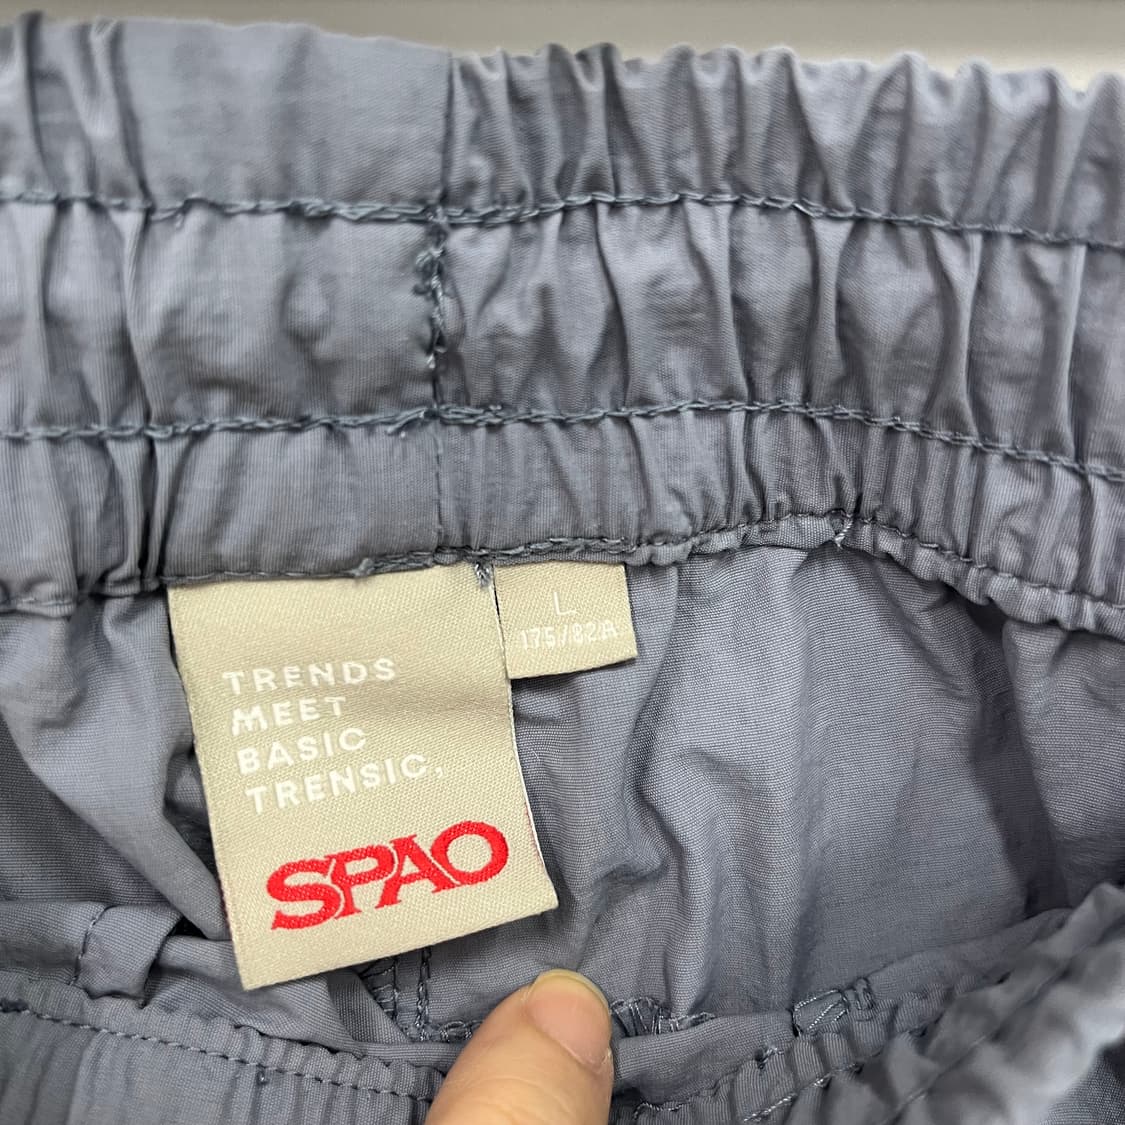 TRENDS
MEET
BASIC
TRENSIC,
SPAO
L
175//82A